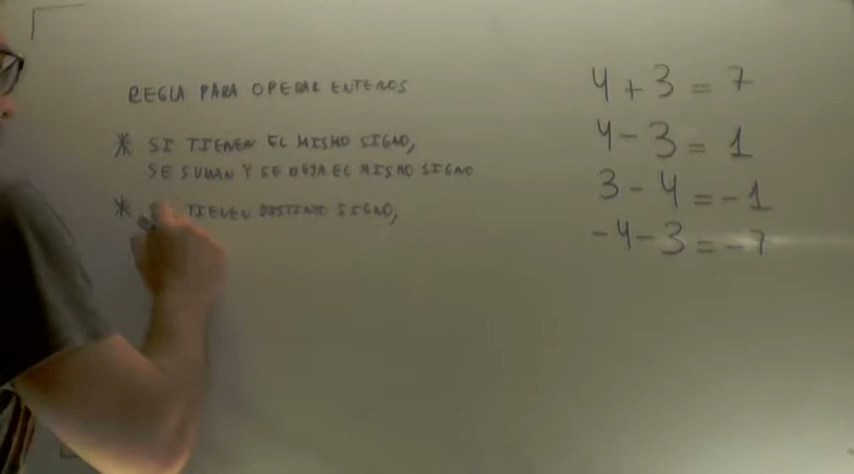 REGLA PARA OPERAR ENTEROS
* SI TIENEN EL MISMO SIGNO,
SE SUMAN Y SE DEJA EL MISMO SIGNO
* SI TIENEN DISTINTO SIGNO,
4 + 3 = 7
4 - 3 = 1
3 - 4 = -1
-4 - 3 = -7